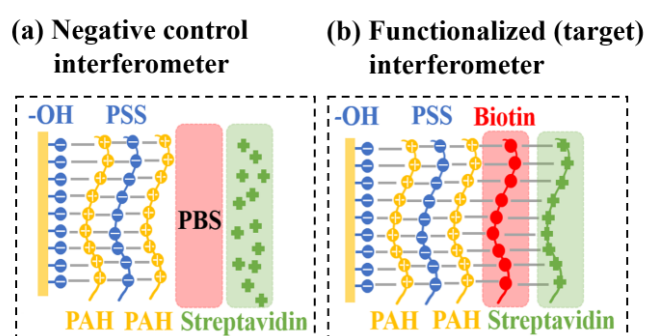 (a) Negative control
interferometer
-OH PSS
PBS
PAH PAH Streptavidin
(b) Functionalized (target)
interferometer
-OH PSS Biotin
PAH PAH Streptavidin